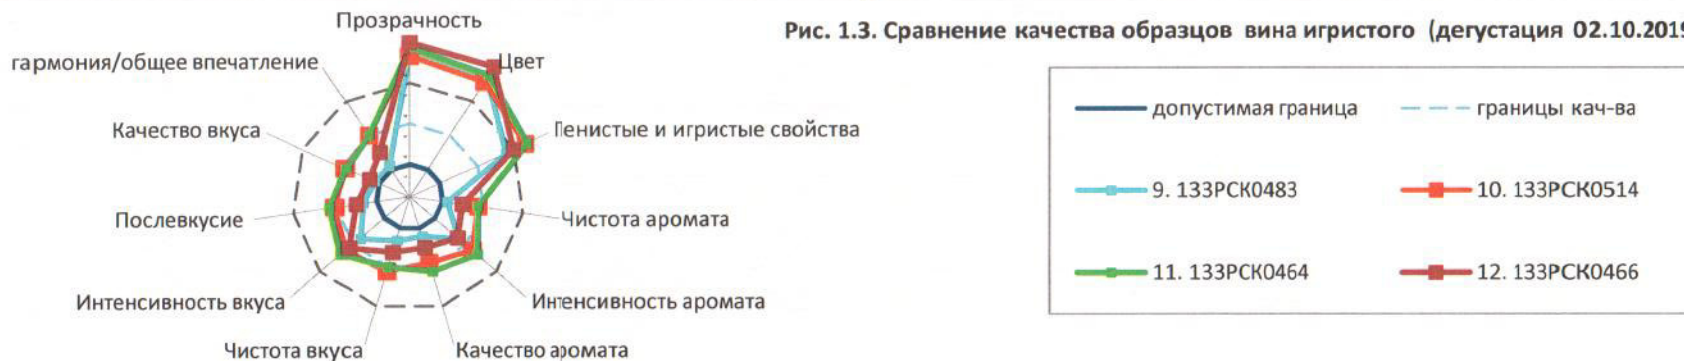 Прозрачность
Рис. 1.3. Сравнение качества образцов вина игристого (дегустация 02.10.2019
гармония/общее впечатление
Цвет
допустимая граница
границы кач-ва
Качество вкуса
Пенистые и игристые свойства
9. 133РСК0483
10. 133РСК0514
Послевкусие
Чистота аромата
11. 133РСК0464
12. 133РСК0466
Интенсивность вкуса
Интенсивность аромата
Чистота вкуса
Качество аромата